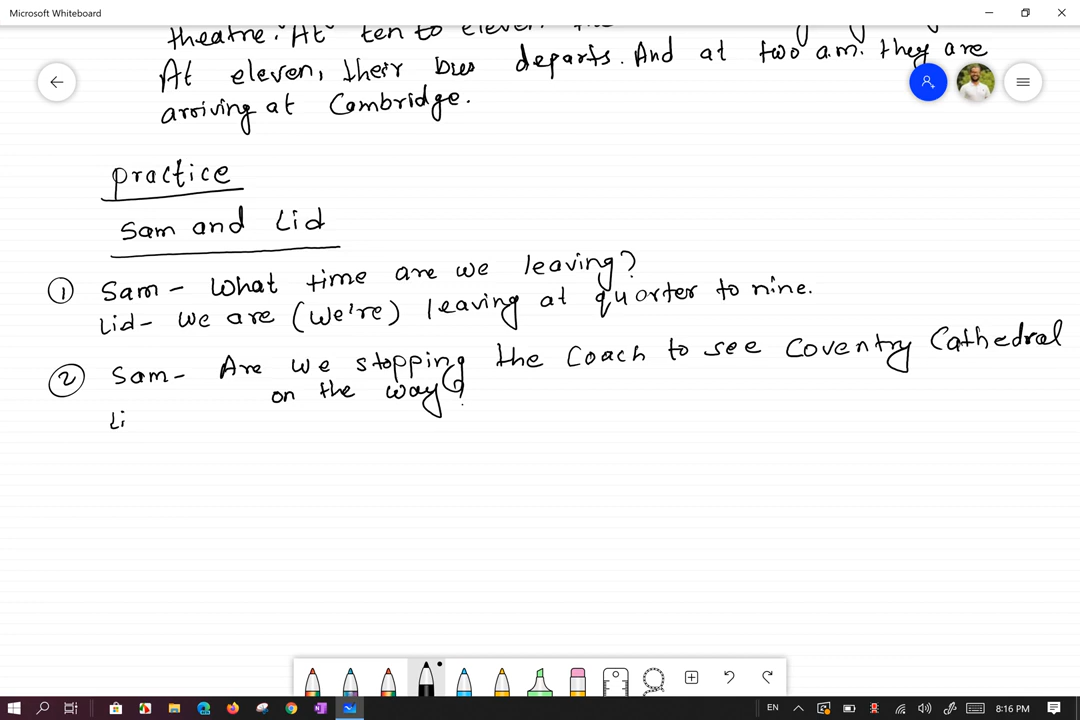 Microsoft Whiteboard
theatre. At ten to eleven
At eleven, their bus departs. And at two a.m. they are
arriving at Cambridge.
practice
Sam and Lid
1 Sam - What time are we leaving?
Lid - We are (We're) leaving at quarter to nine.
2 Sam - Are we stopping the coach to see Coventry Cathedral
on the way?
Li
EN 8:16 PM